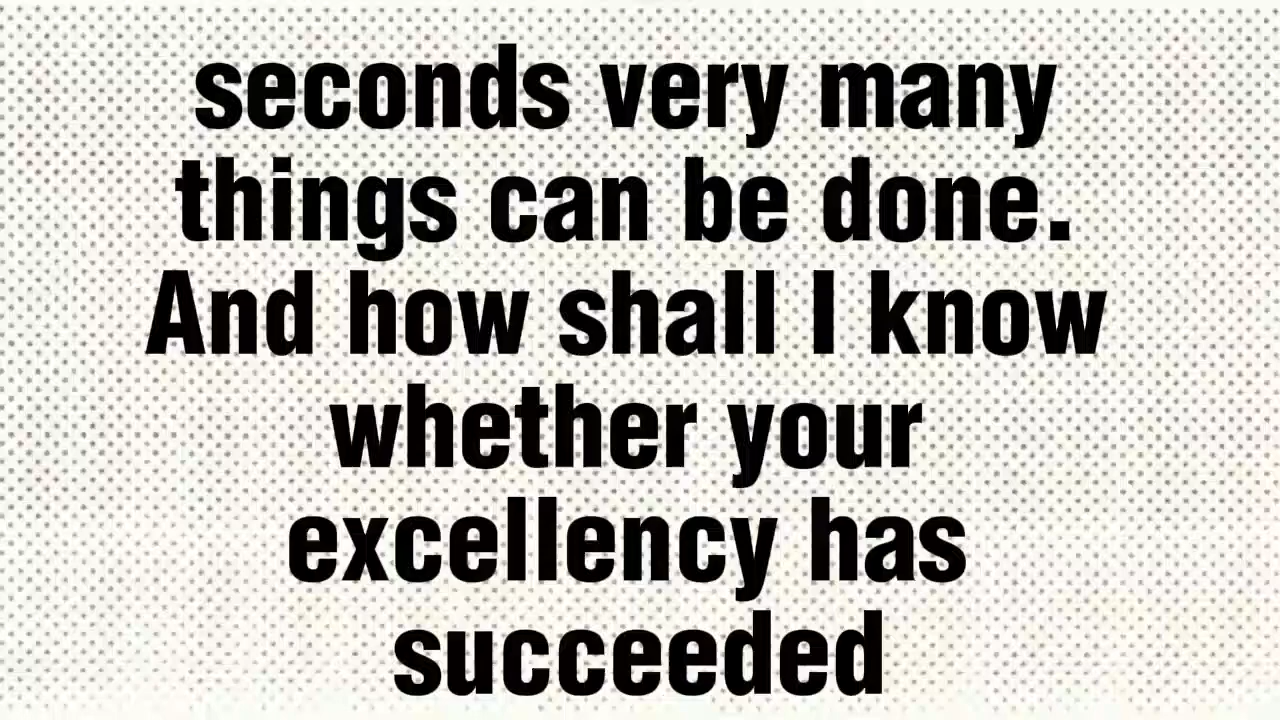 seconds very many
things can be done.
And how shall I know
whether your
excellency has
succeeded